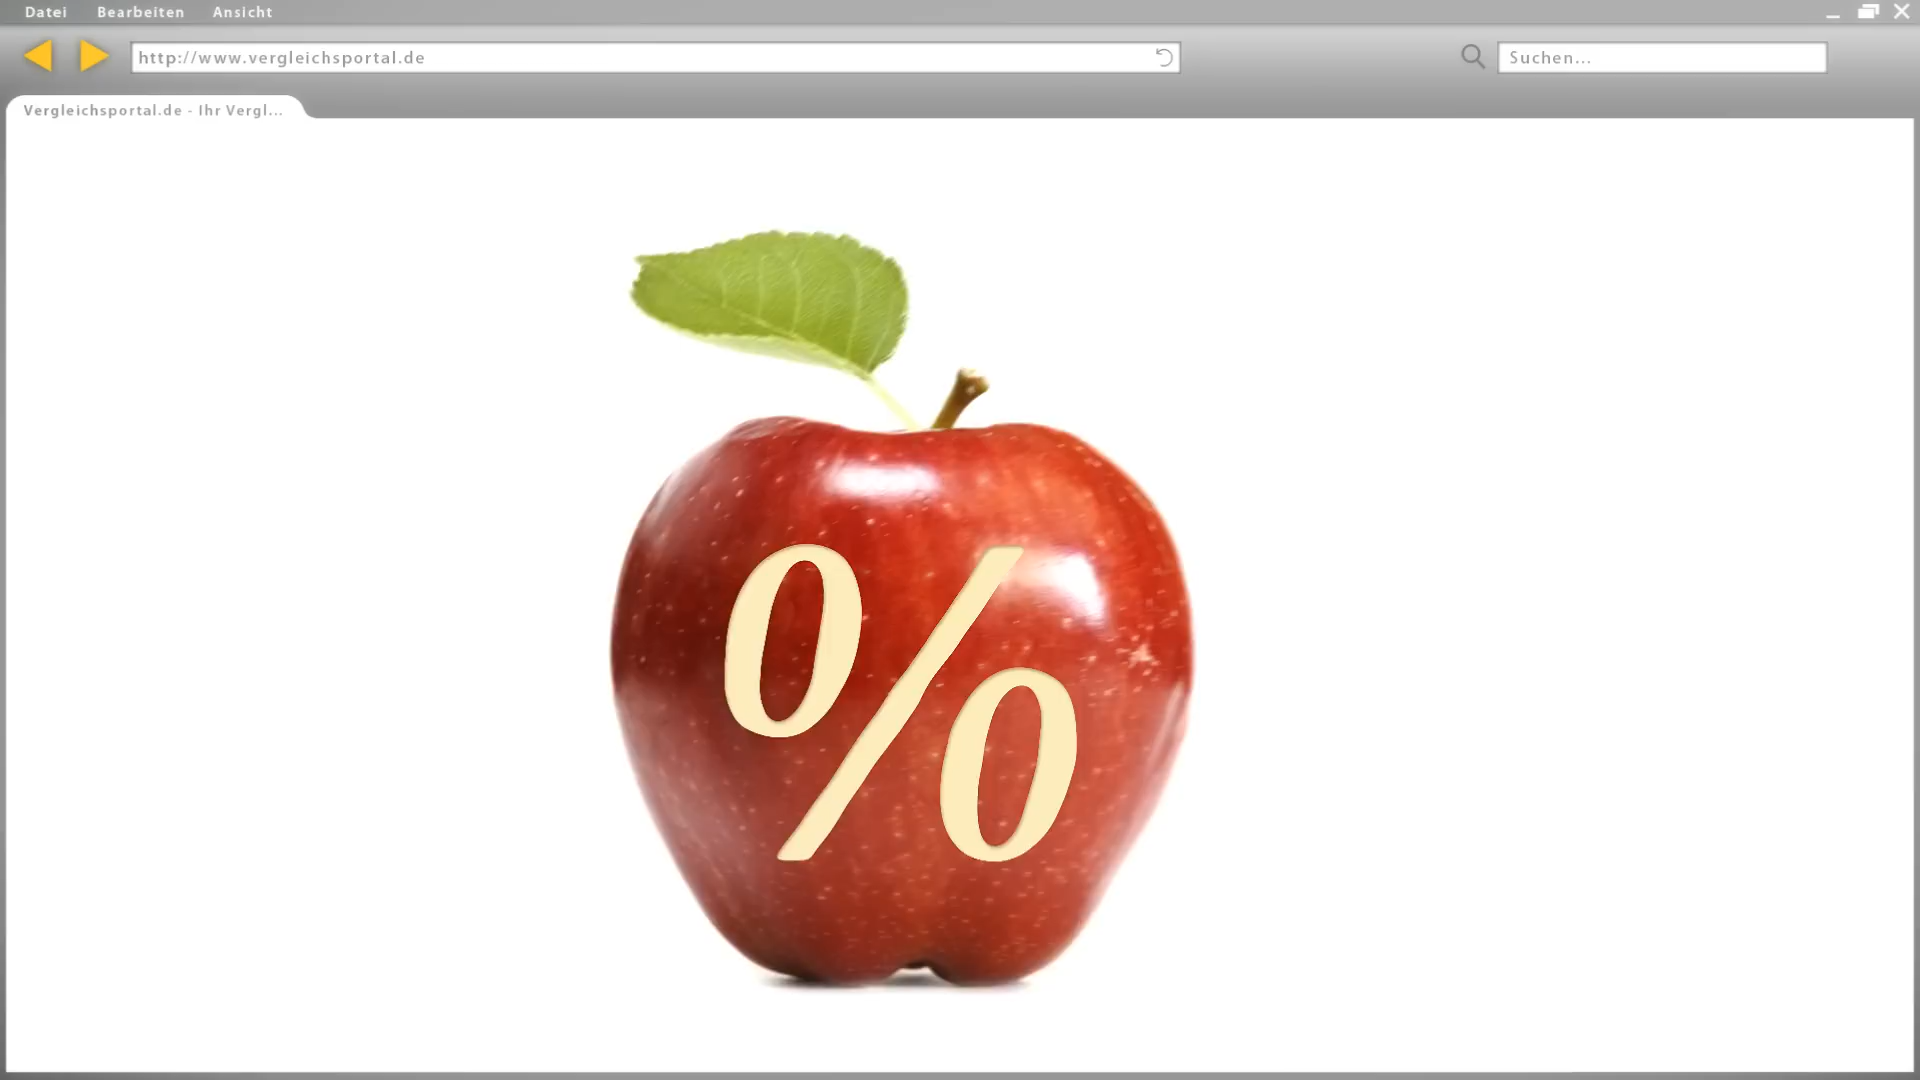 Datei Bearbeiten Ansicht
http://www.vergleichsportal.de
Suchen...
Vergleichsportal.de - Ihr Vergl...
%